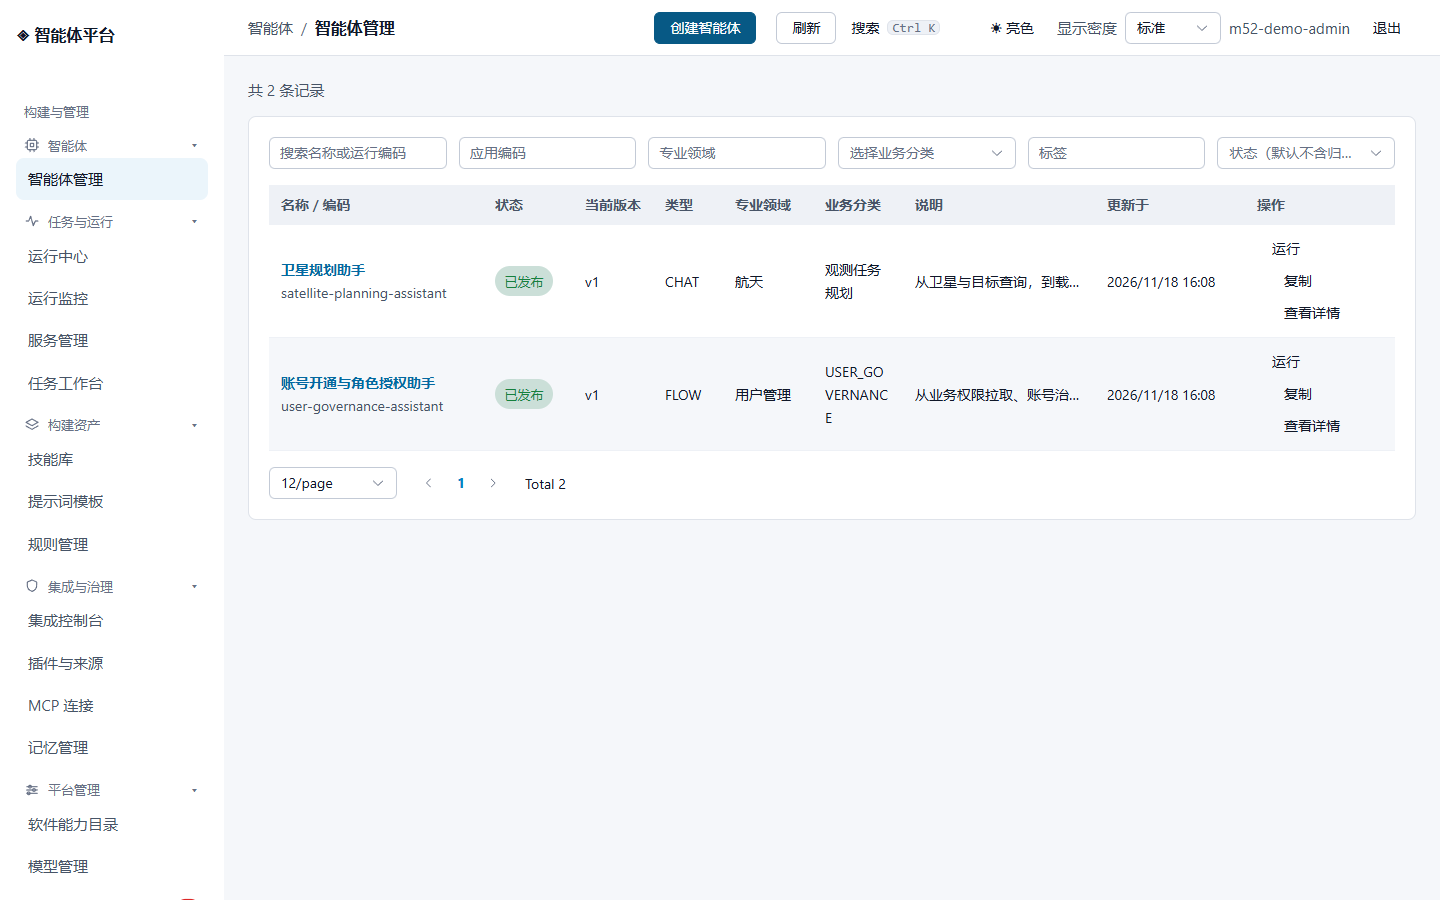 ◈ 智能体平台
智能体 / 智能体管理
创建智能体
刷新
搜索 Ctrl K
☀ 亮色
显示密度
标准
m52-demo-admin
退出
构建与管理
智能体
智能体管理
任务与运行
运行中心
运行监控
服务管理
任务工作台
构建资产
技能库
提示词模板
规则管理
集成与治理
集成控制台
插件与来源
MCP 连接
记忆管理
平台管理
软件能力目录
模型管理
共 2 条记录
搜索名称或运行编码
应用编码
专业领域
选择业务分类
标签
状态（默认不含归...
名称 / 编码 状态 当前版本 类型 专业领域 业务分类 说明 更新于 操作
卫星规划助手
satellite-planning-assistant
已发布
v1
CHAT
航天
观测任务
规划
从卫星与目标查询，到载...
2026/11/18 16:08
运行
复制
查看详情
账号开通与角色授权助手
user-governance-assistant
已发布
v1
FLOW
用户管理
USER_GO
VERNANC
E
从业务权限拉取、账号治...
2026/11/18 16:08
运行
复制
查看详情
12/page
1
Total 2